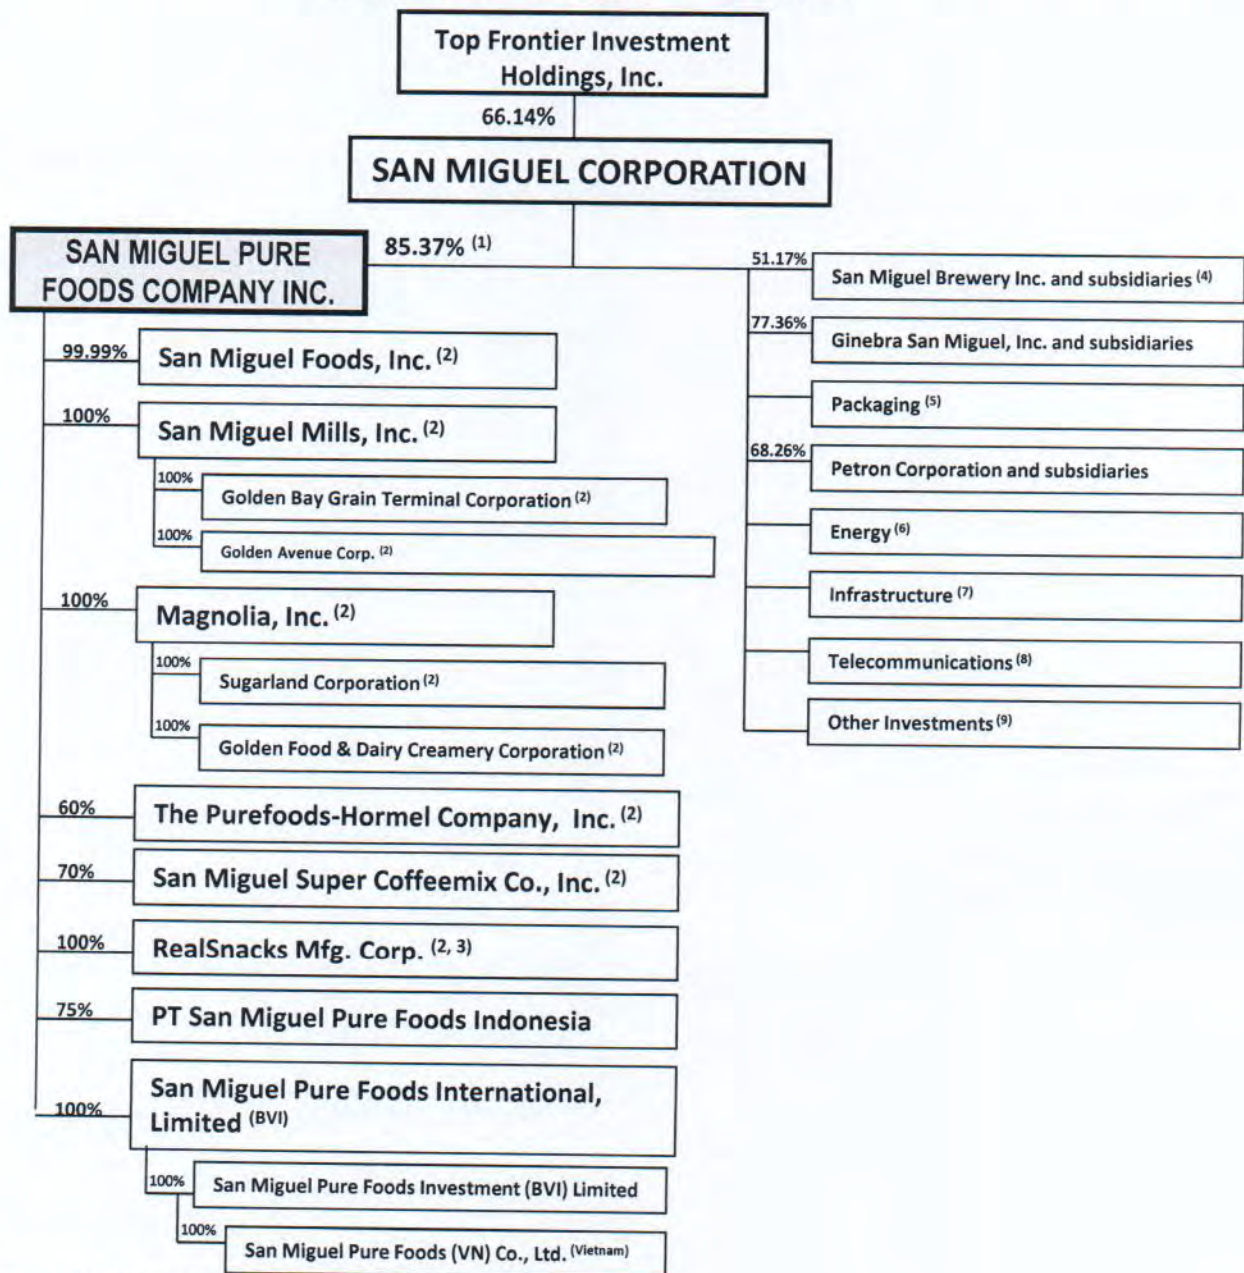 Top Frontier Investment
Holdings, Inc.
66.14%
SAN MIGUEL CORPORATION
SAN MIGUEL PURE
FOODS COMPANY INC.
85.37% (1)
99.99%
San Miguel Foods, Inc. (2)
100%
San Miguel Mills, Inc. (2)
100%
Golden Bay Grain Terminal Corporation (2)
100%
Golden Avenue Corp. (2)
100%
Magnolia, Inc. (2)
100%
Sugarland Corporation (2)
100%
Golden Food & Dairy Creamery Corporation (2)
60%
The Purefoods-Hormel Company, Inc. (2)
70%
San Miguel Super Coffeemix Co., Inc. (2)
100%
RealSnacks Mfg. Corp. (2, 3)
75%
PT San Miguel Pure Foods Indonesia
100%
San Miguel Pure Foods International,
Limited (BVI)
100%
San Miguel Pure Foods Investment (BVI) Limited
100%
San Miguel Pure Foods (VN) Co., Ltd. (Vietnam)
51.17%
San Miguel Brewery Inc. and subsidiaries (4)
77.36%
Ginebra San Miguel, Inc. and subsidiaries
Packaging (5)
68.26%
Petron Corporation and subsidiaries
Energy (6)
Infrastructure (7)
Telecommunications (8)
Other Investments (9)